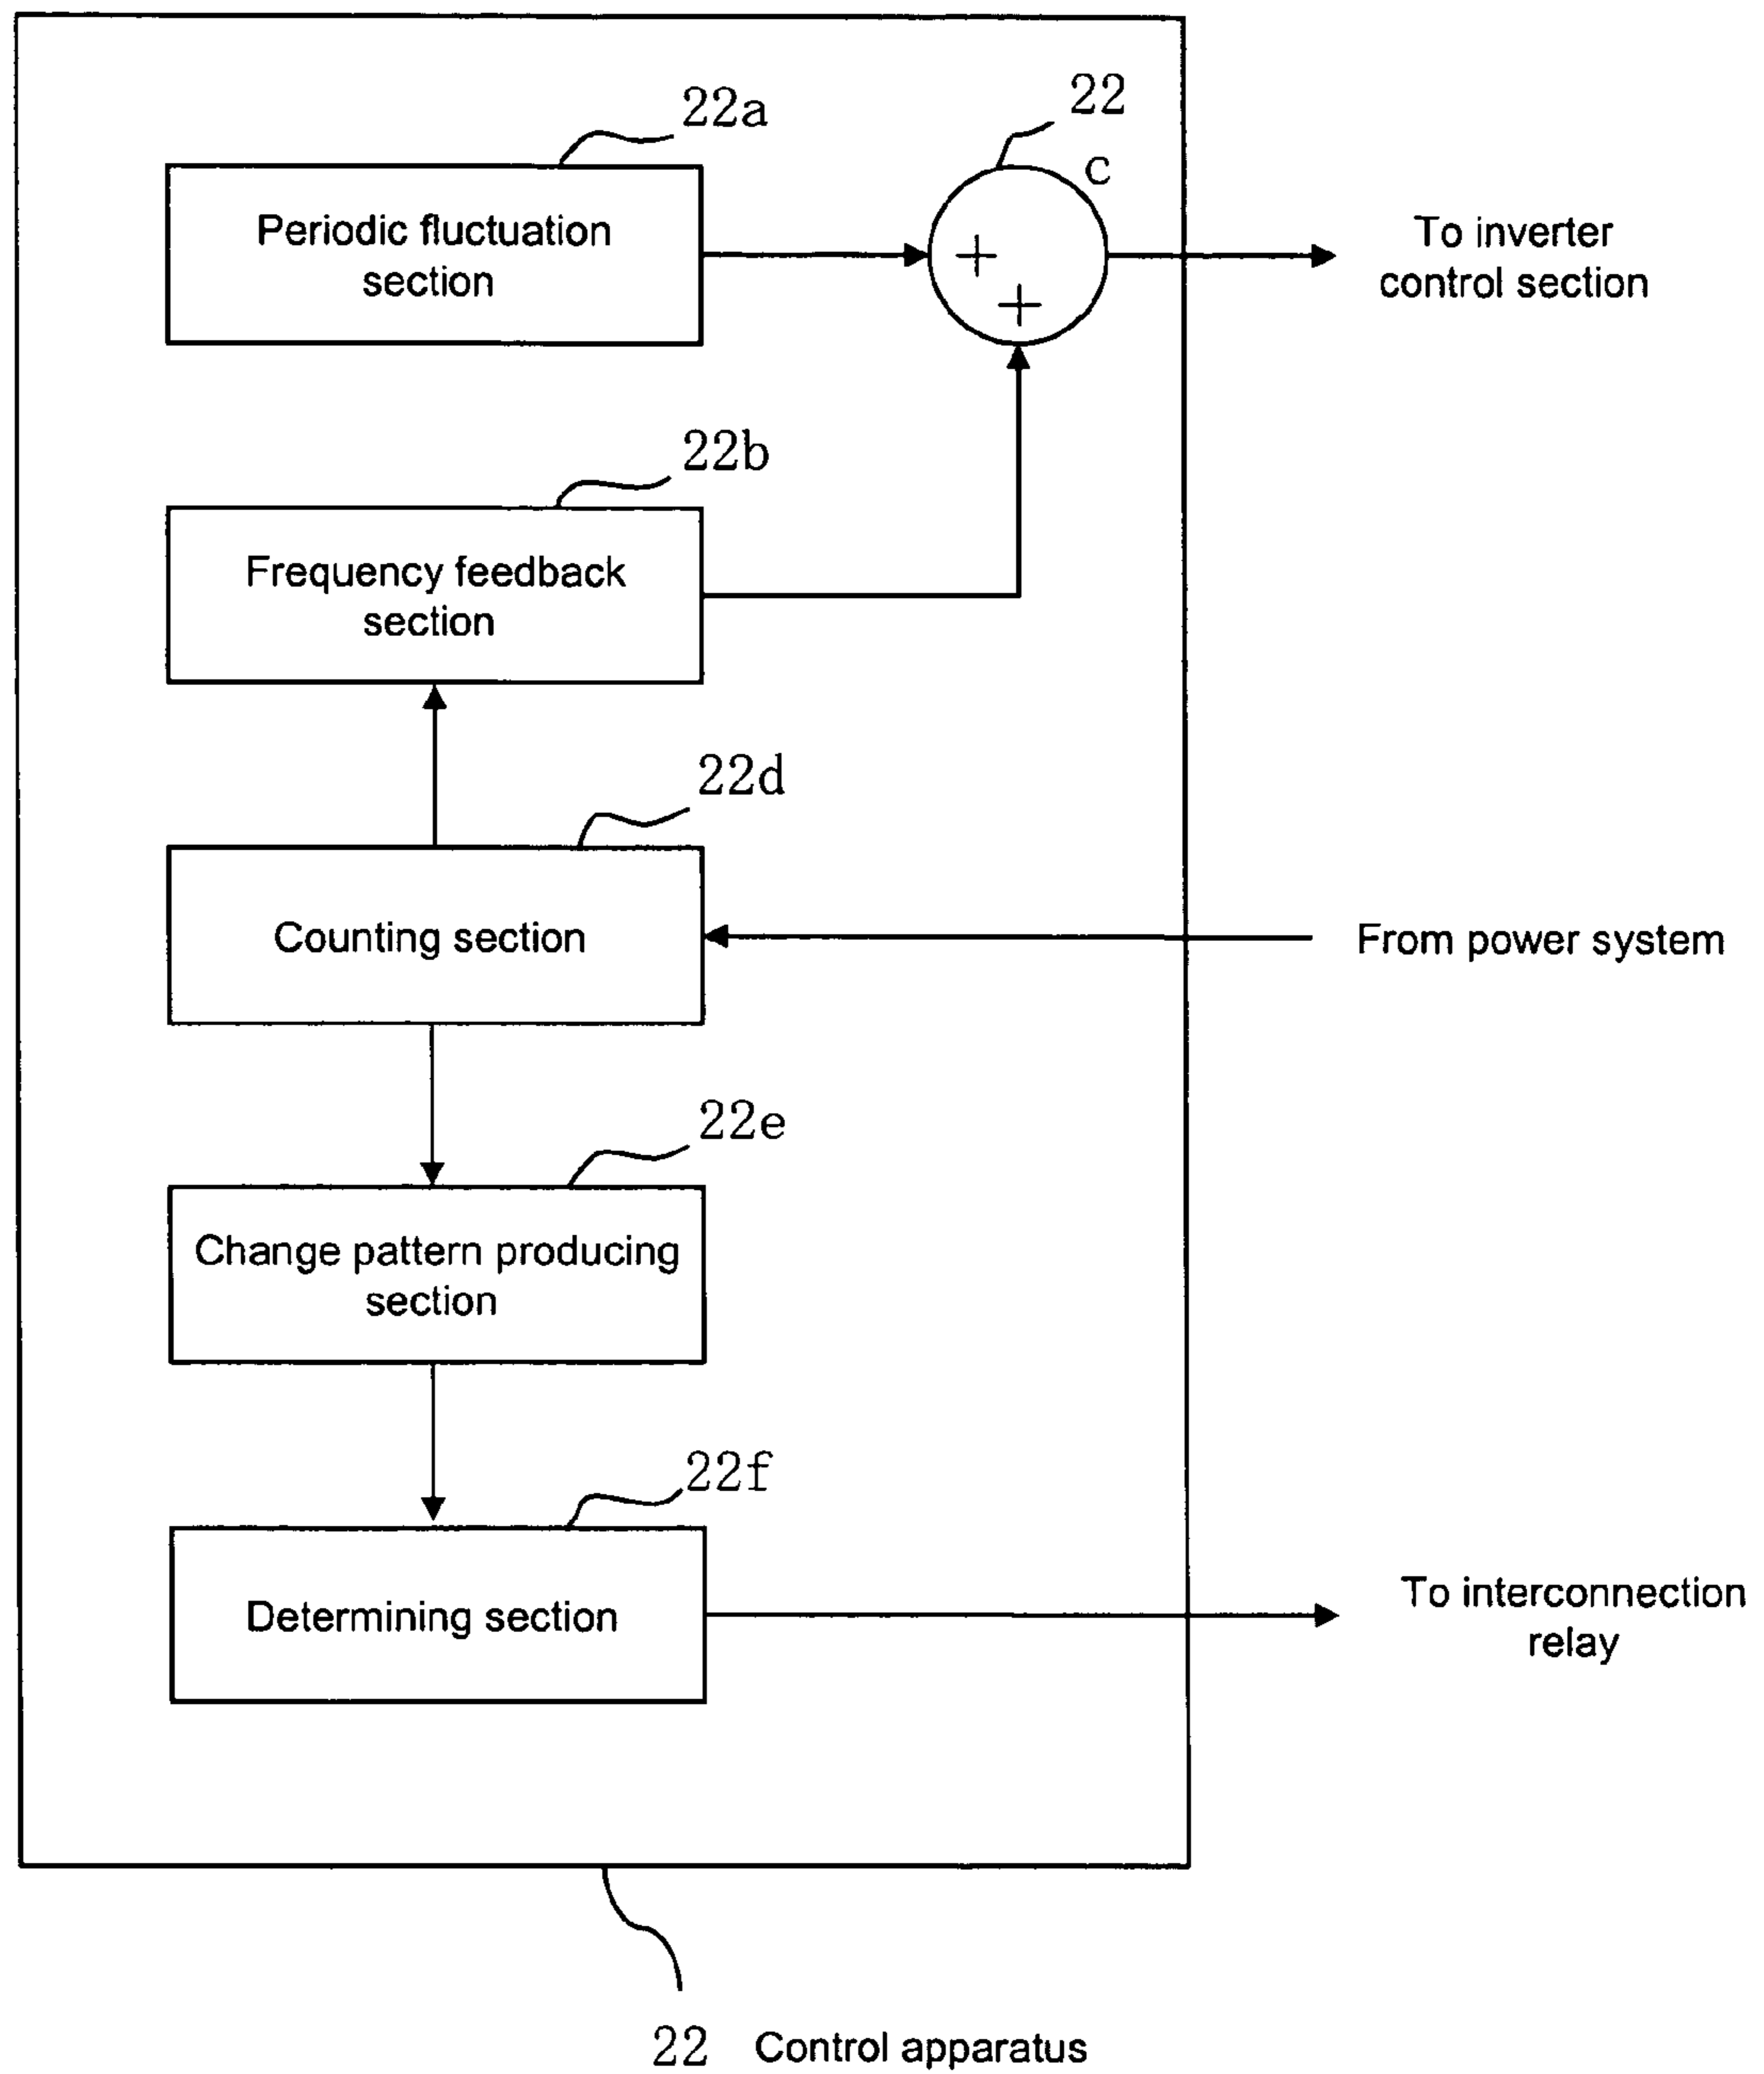 22a
22
c
Periodic fluctuation
section
+
+
To inverter
control section
22b
Frequency feedback
section
22d
Counting section
From power system
22e
Change pattern producing
section
22f
Determining section
To interconnection
relay
22 Control apparatus